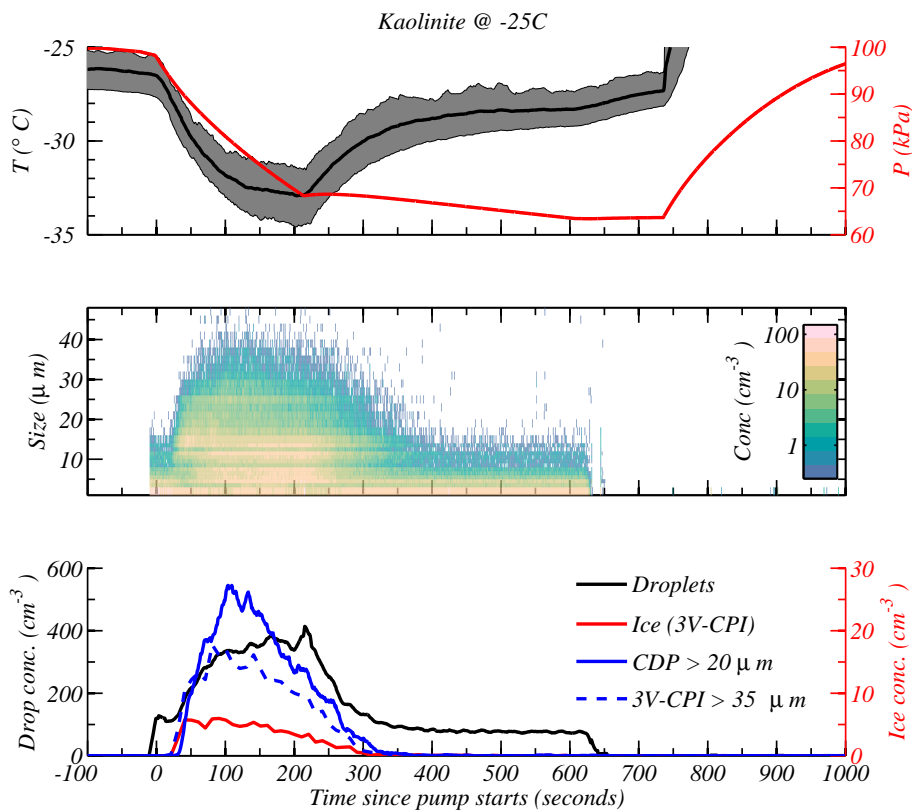 Kaolinite @ -25C
-25
-30
-35
T (° C)
100
90
80
70
60
P (kPa)
40
30
20
10
Size (μ m)
100
10
1
Conc (cm-3)
600
400
200
0
Drop conc. (cm-3)
30
20
10
5
0
15
25
Ice conc. (cm-3)
Droplets
Ice (3V-CPI)
CDP > 20 μ m
3V-CPI > 35 μ m
-100 0 100 200 300 400 500 600 700 800 900 1000
Time since pump starts (seconds)